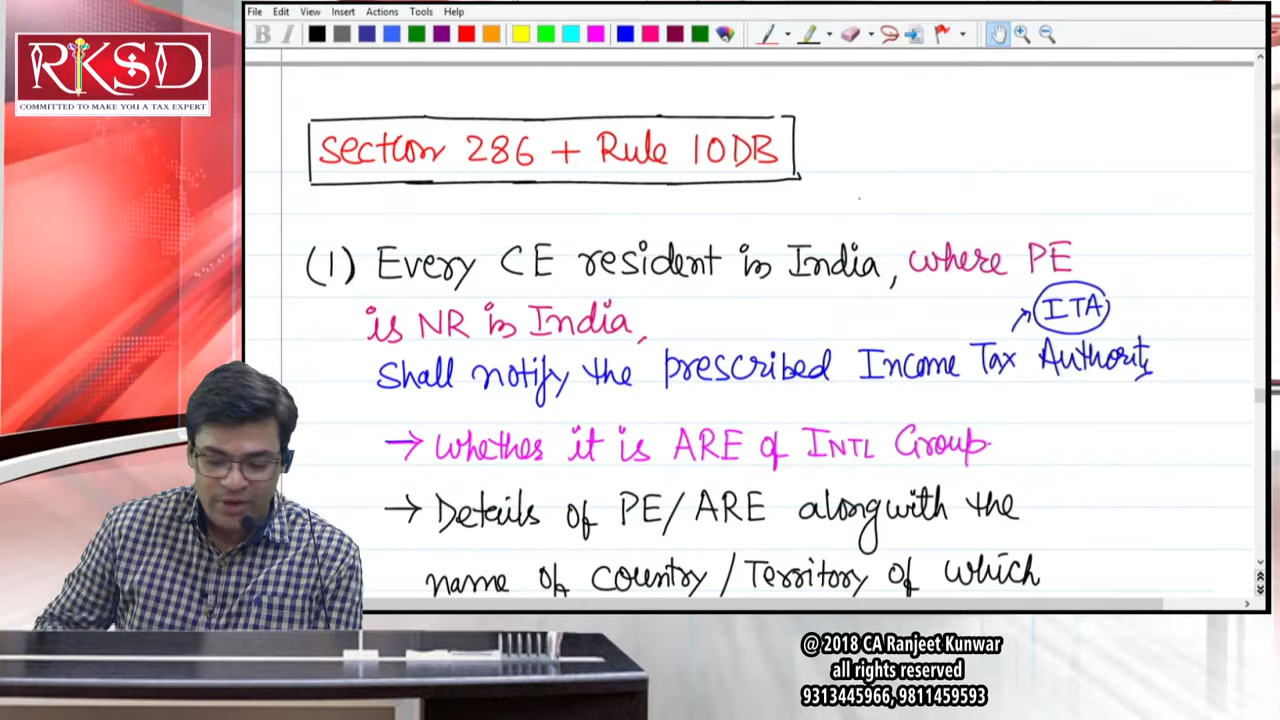 File Edit View Insert Actions Tools Help
B I
RKSD
COMMITTED TO MAKE YOU A TAX EXPERT
Section 286 + Rule 10DB
(1) Every CE resident in India, where PE
is NR in India,
ITA
Shall notify the prescribed Income Tax Authority
→ Whether it is ARE of INTL Group
→ Details of PE/ARE alongwith the
name of Country/Territory of which
@ 2018 CA Ranjeet Kunwar
all rights reserved
9313445966, 9811459593